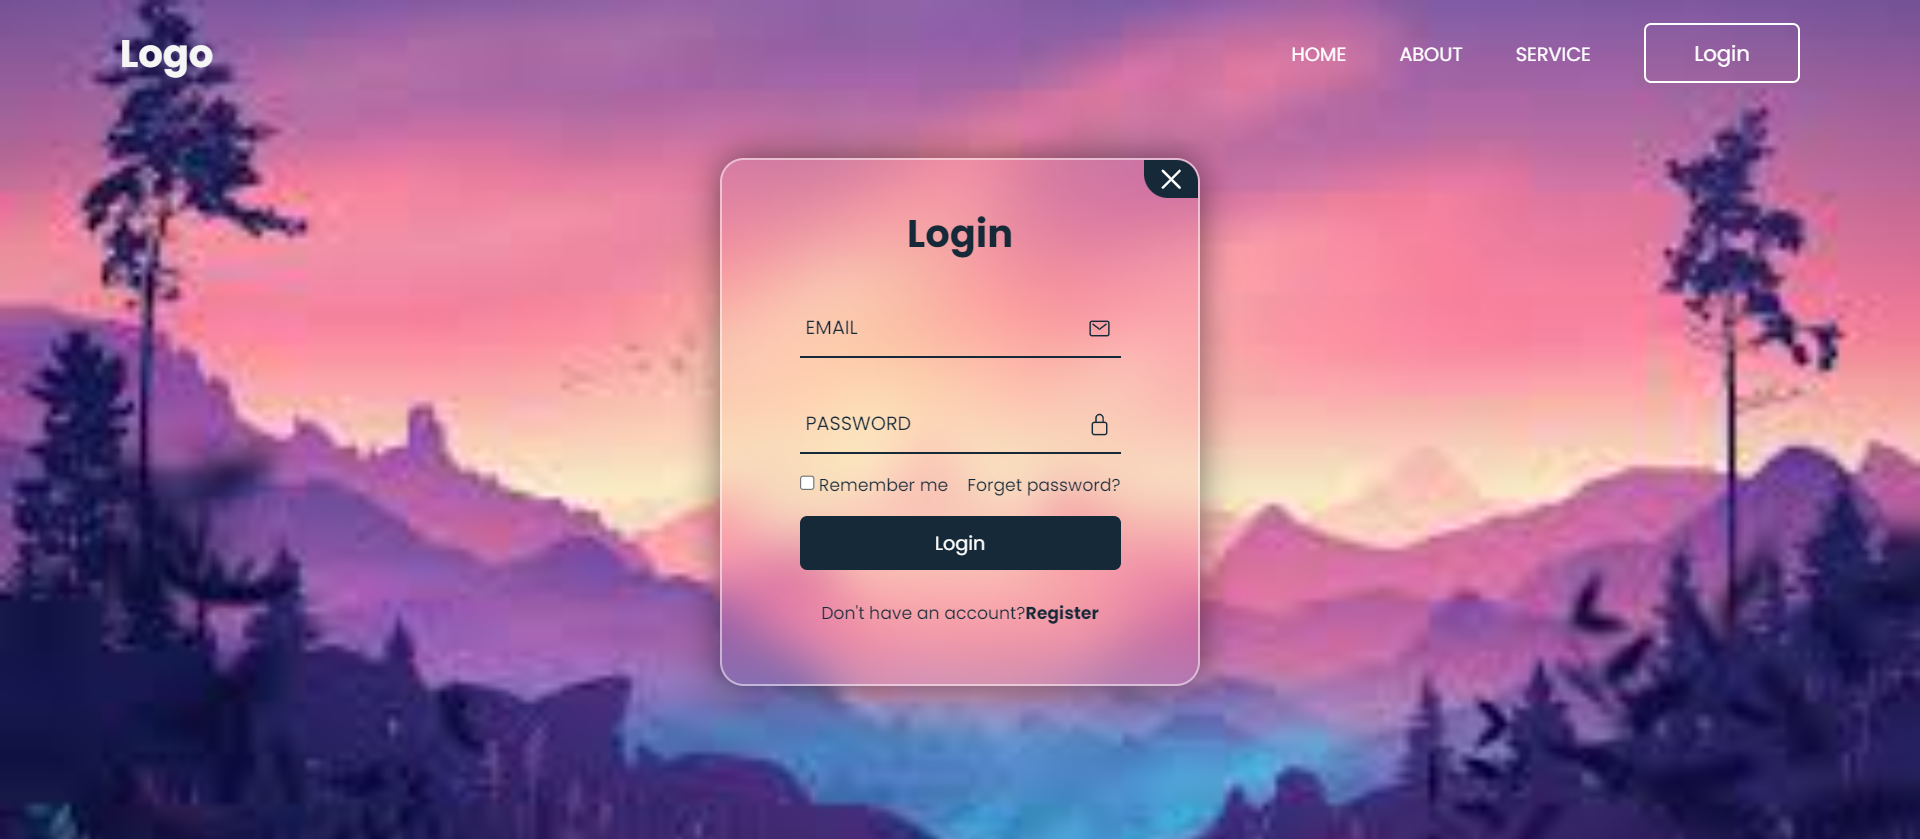 Logo
HOME ABOUT SERVICE Login
Login
EMAIL
PASSWORD
Remember me Forget password?
Login
Don't have an account?Register